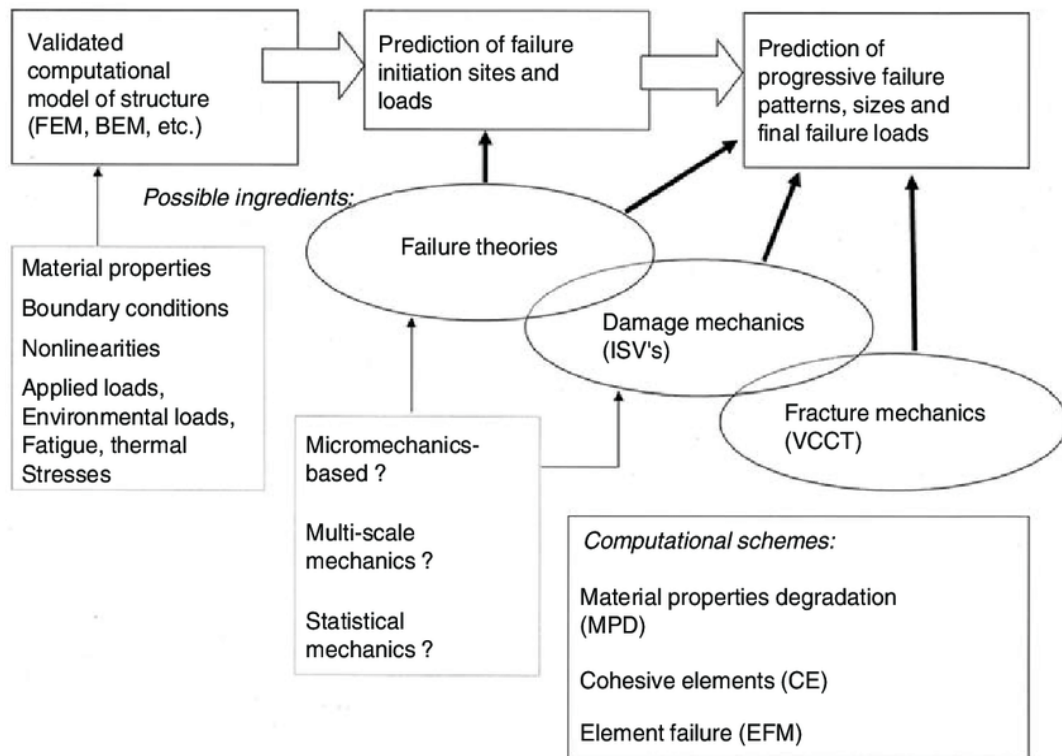 Validated
computational
model of structure
(FEM, BEM, etc.)
Prediction of failure
initiation sites and
loads
Prediction of
progressive failure
patterns, sizes and
final failure loads
Possible ingredients:
Failure theories
Material properties
Boundary conditions
Nonlinearities
Applied loads,
Environmental loads,
Fatigue, thermal
Stresses
Damage mechanics
(ISV's)
Fracture mechanics
(VCCT)
Micromechanics-
based ?
Multi-scale
mechanics ?
Statistical
mechanics ?
Computational schemes:
Material properties degradation
(MPD)
Cohesive elements (CE)
Element failure (EFM)